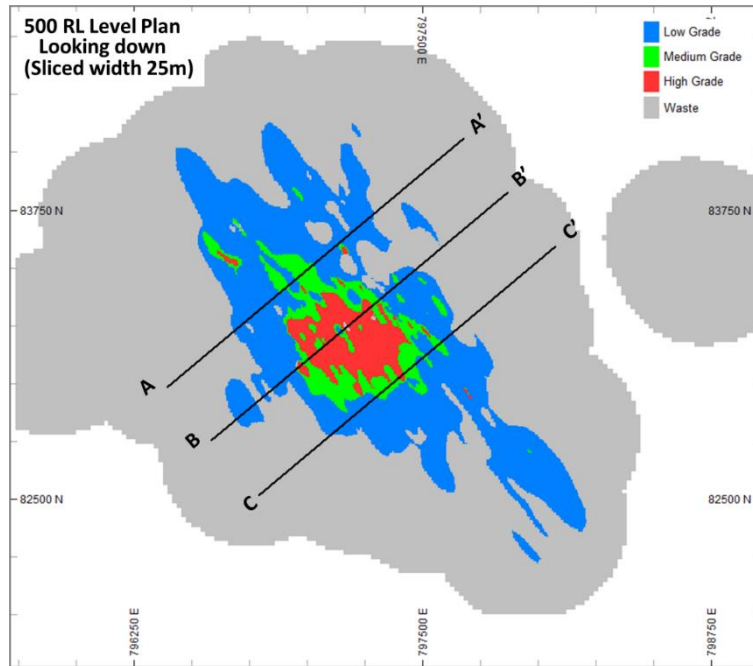 500 RL Level Plan
Looking down
(Sliced width 25m)
797500 E
Low Grade
Medium Grade
High Grade
Waste
A'
B'
83750 N
83750 N
C'
A
B
C
82500 N
82500 N
796250 E
797500 E
798750 E